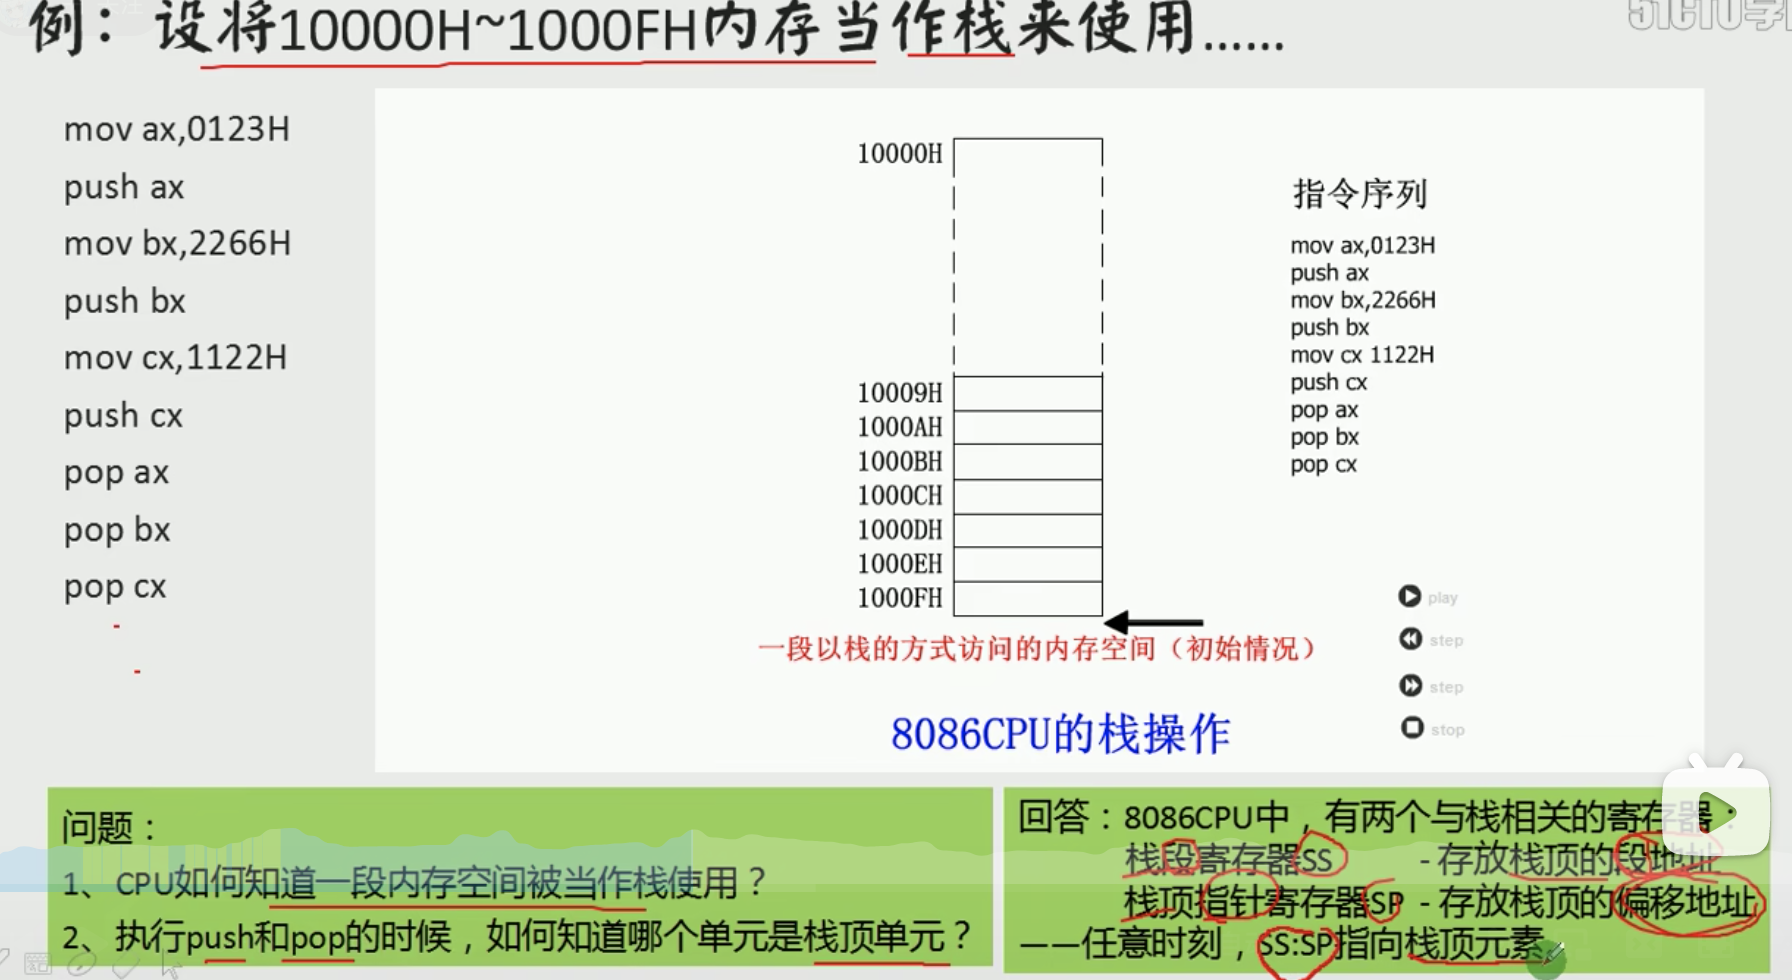 例：设将10000H~1000FH内存当作栈来使用……
mov ax,0123H
push ax
mov bx,2266H
push bx
mov cx,1122H
push cx
pop ax
pop bx
pop cx
10000H
10009H
1000AH
1000BH
1000CH
1000DH
1000EH
1000FH
一段以栈的方式访问的内存空间（初始情况）
8086CPU的栈操作
指令序列
mov ax,0123H
push ax
mov bx,2266H
push bx
mov cx 1122H
push cx
pop ax
pop bx
pop cx
play
step
step
stop
问题：
1、CPU如何知道一段内存空间被当作栈使用？
2、执行push和pop的时候，如何知道哪个单元是栈顶单元？
回答：8086CPU中，有两个与栈相关的寄存器：
栈段寄存器SS - 存放栈顶的段地址
栈顶指针寄存器SP - 存放栈顶的偏移地址
——任意时刻，SS:SP指向栈顶元素